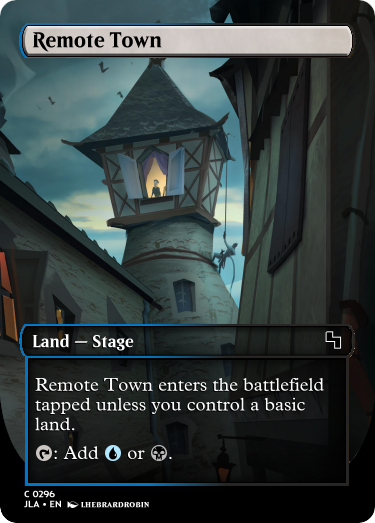 Remote Town
Land — Stage
Remote Town enters the battlefield
tapped unless you control a basic
land.
: Add or .
C 0296
JLA • EN LHEBRARDROBIN